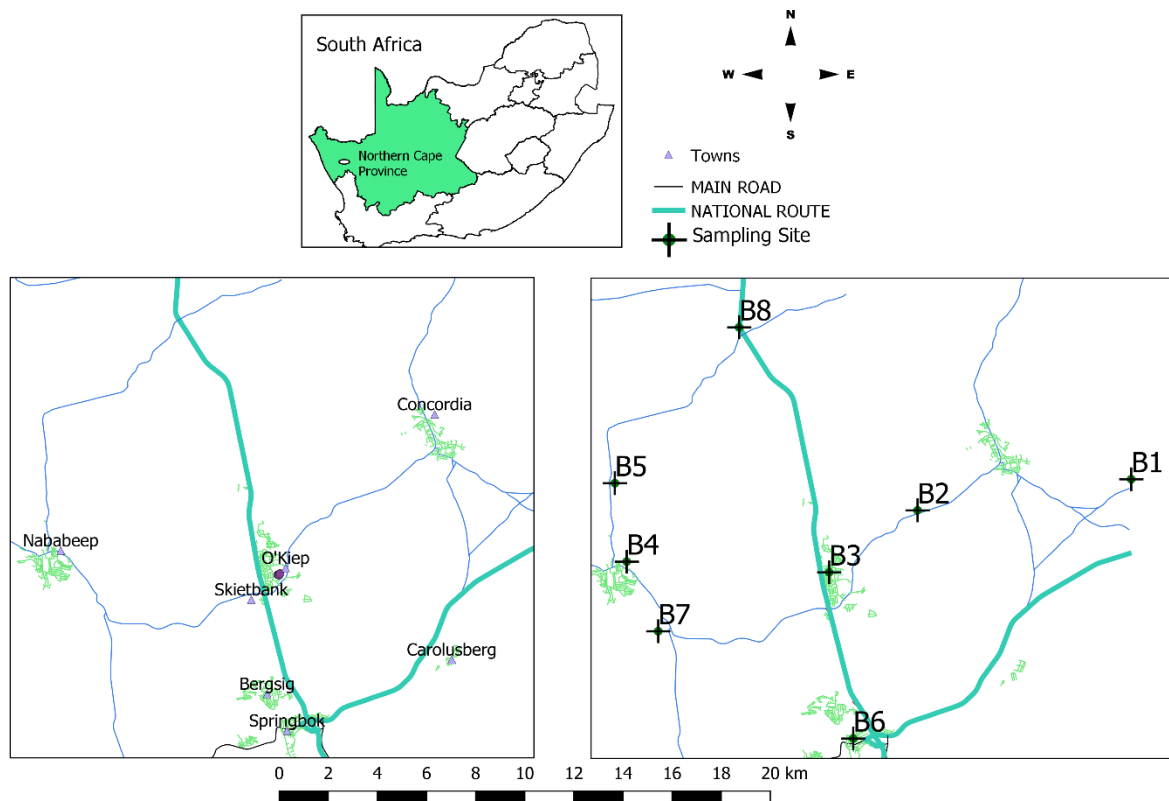 South Africa
Northern Cape
Province
N
W
E
S
Towns
MAIN ROAD
NATIONAL ROUTE
Sampling Site
Concordia
Nababeep
O'Kiep
Skietbank
Carolusberg
Bergsig
Springbok
B8
B5
B1
B2
B4
B3
B7
B6
0 2 4 6 8 10 12 14 16 18 20 km